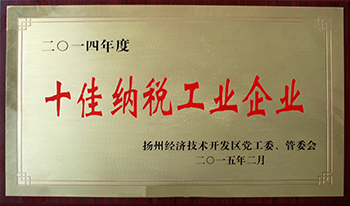 二〇一四年度
十佳纳税工业企业
扬州经济技术开发区党工委、管委会
二〇一五年二月